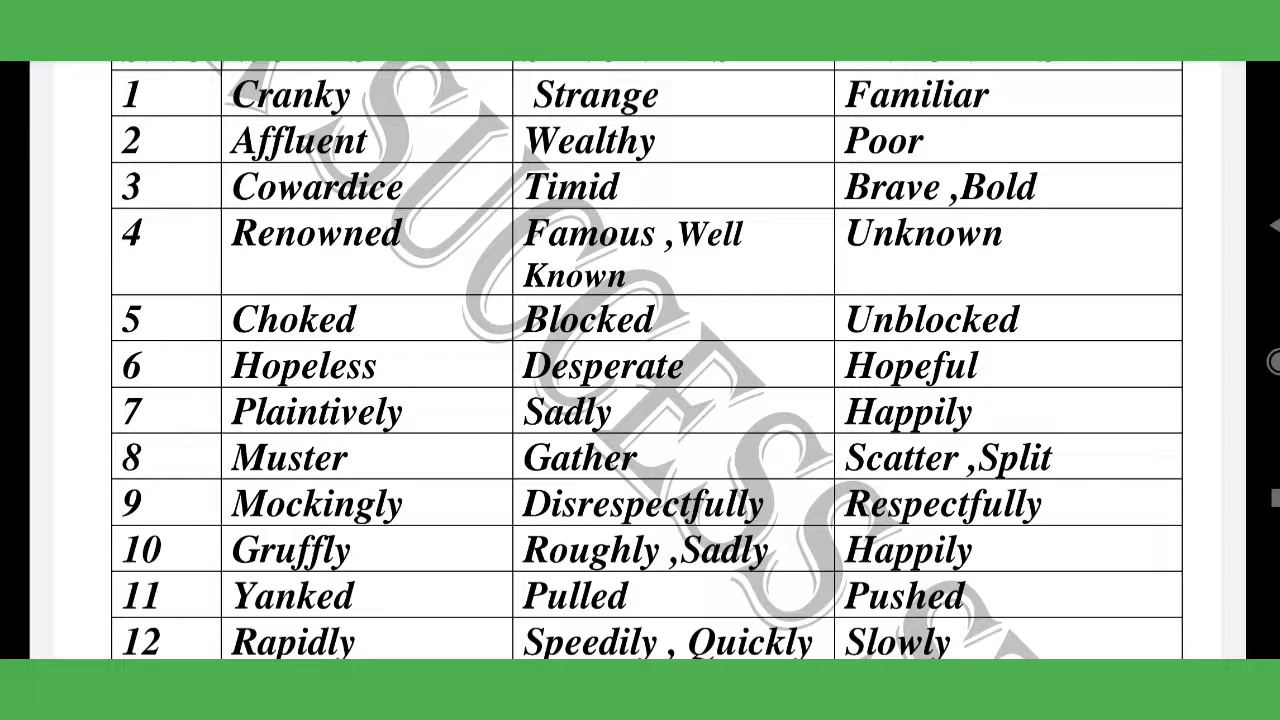 1 Cranky Strange Familiar
2 Affluent Wealthy Poor
3 Cowardice Timid Brave ,Bold
4 Renowned Famous ,Well Unknown
Known
5 Choked Blocked Unblocked
6 Hopeless Desperate Hopeful
7 Plaintively Sadly Happily
8 Muster Gather Scatter ,Split
9 Mockingly Disrespectfully Respectfully
10 Gruffly Roughly ,Sadly Happily
11 Yanked Pulled Pushed
12 Rapidly Speedily , Quickly Slowly
SUCCESS